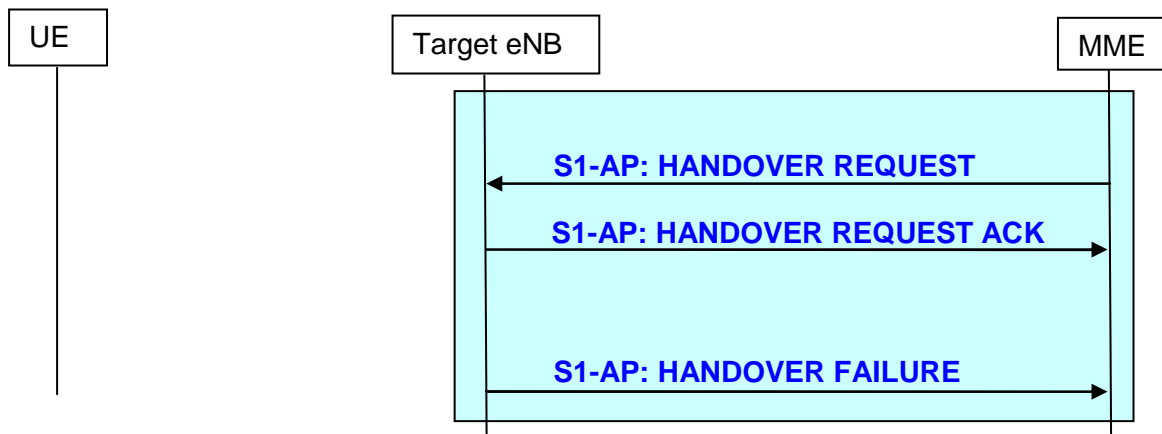 UE
Target eNB
MME
S1-AP: HANDOVER REQUEST
S1-AP: HANDOVER REQUEST ACK
S1-AP: HANDOVER FAILURE